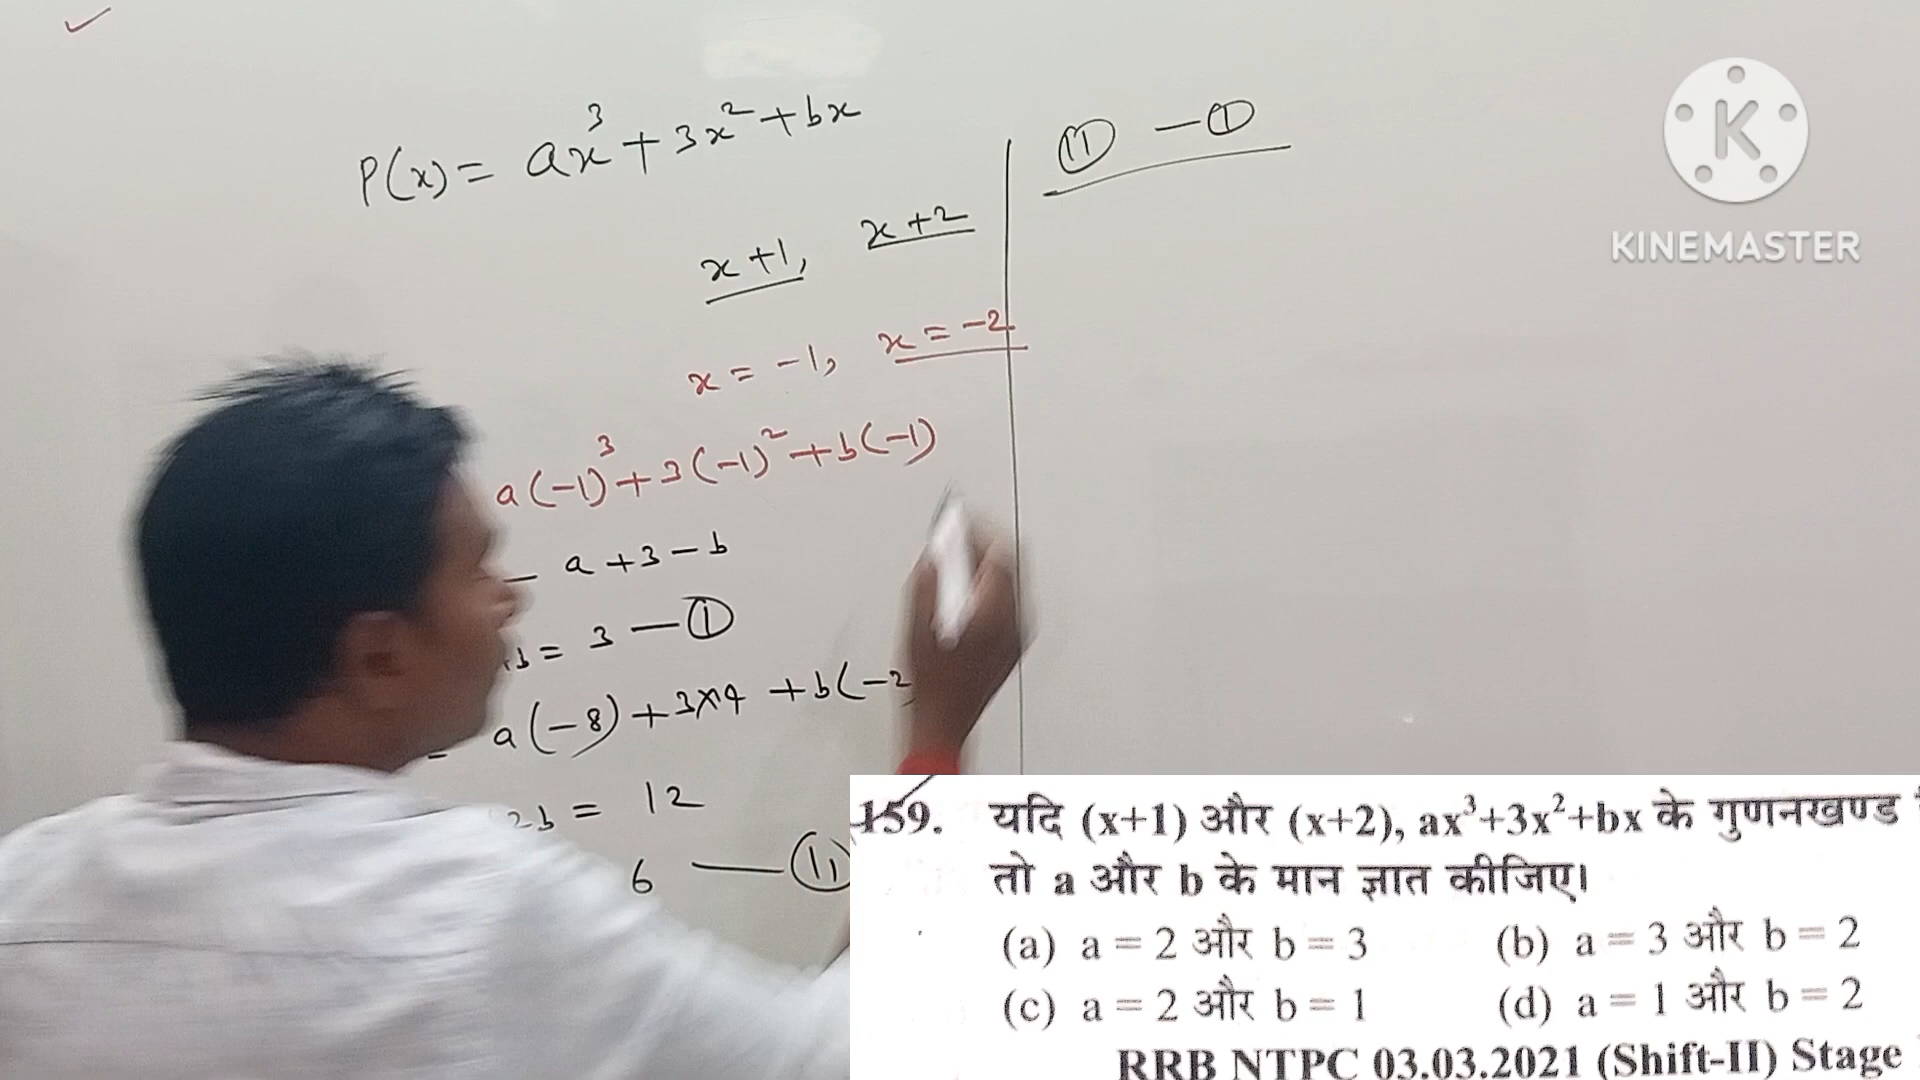 P(x) = ax³ + 3x² + bx
x+1, x+2
x = -1, x = -2
a(-1)³ + 3(-1)² + b(-1)
- a + 3 - b
b = 3 — ①
= a(-8) + 3×4 + b(-2
2b = 12
6 — ⑪
⑪ — ①
KINEMASTER
159. यदि (x+1) और (x+2), ax³+3x²+bx के गुणनखण्ड
तो a और b के मान ज्ञात कीजिए।
(a) a = 2 और b = 3 (b) a = 3 और b = 2
(c) a = 2 और b = 1 (d) a = 1 और b = 2
RRB NTPC 03.03.2021 (Shift-II) Stage